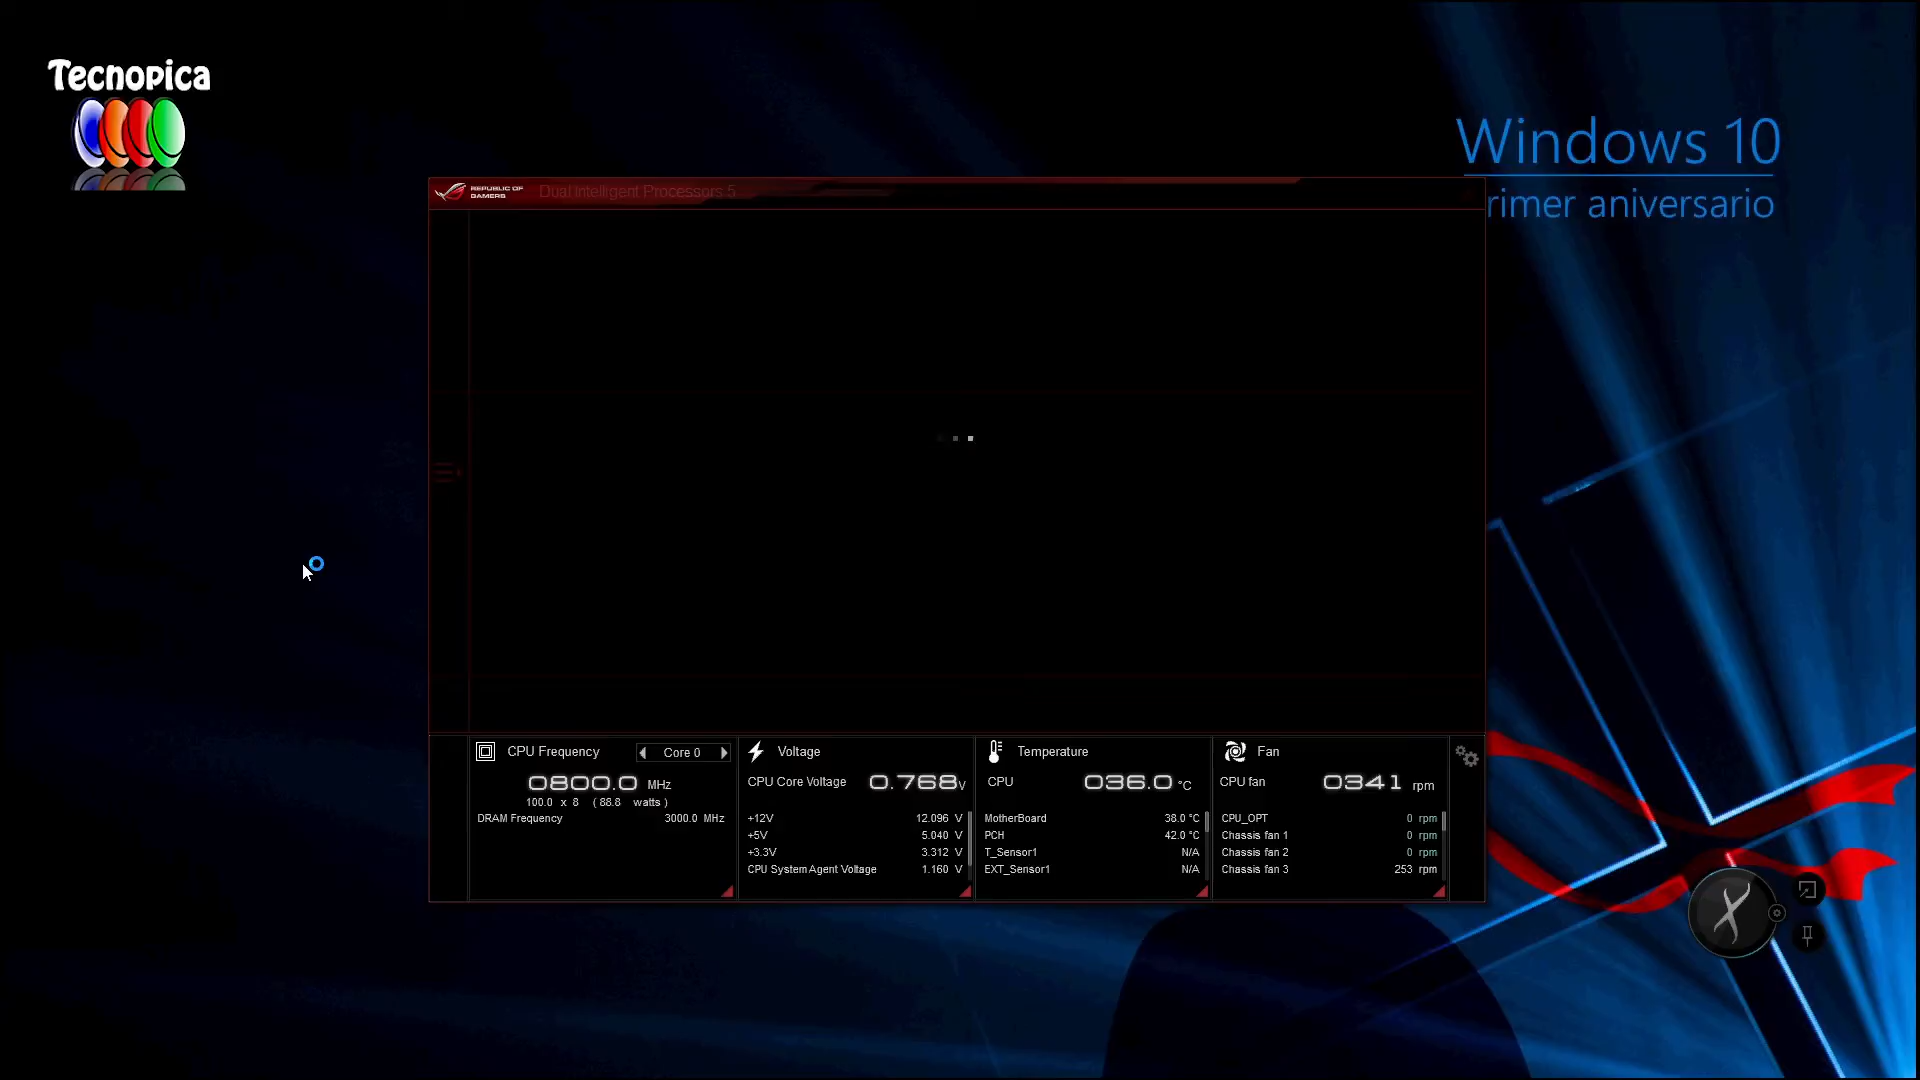 Tecnopica
Windows 10
rimer aniversario
REPUBLIC OF
GAMERS
Dual Intelligent Processors 5
CPU Frequency
Core 0
0800.0 MHz
100.0 x 8 (88.8 watts)
DRAM Frequency 3000.0 MHz
Voltage
CPU Core Voltage 0.768V
+12V 12.096 V
+5V 5.040 V
+3.3V 3.312 V
CPU System Agent Voltage 1.160 V
Temperature
CPU 036.0 °C
MotherBoard 38.0 °C
PCH 42.0 °C
T_Sensor1 N/A
EXT_Sensor1 N/A
Fan
CPU fan 0341 rpm
CPU_OPT 0 rpm
Chassis fan 1 0 rpm
Chassis fan 2 0 rpm
Chassis fan 3 253 rpm